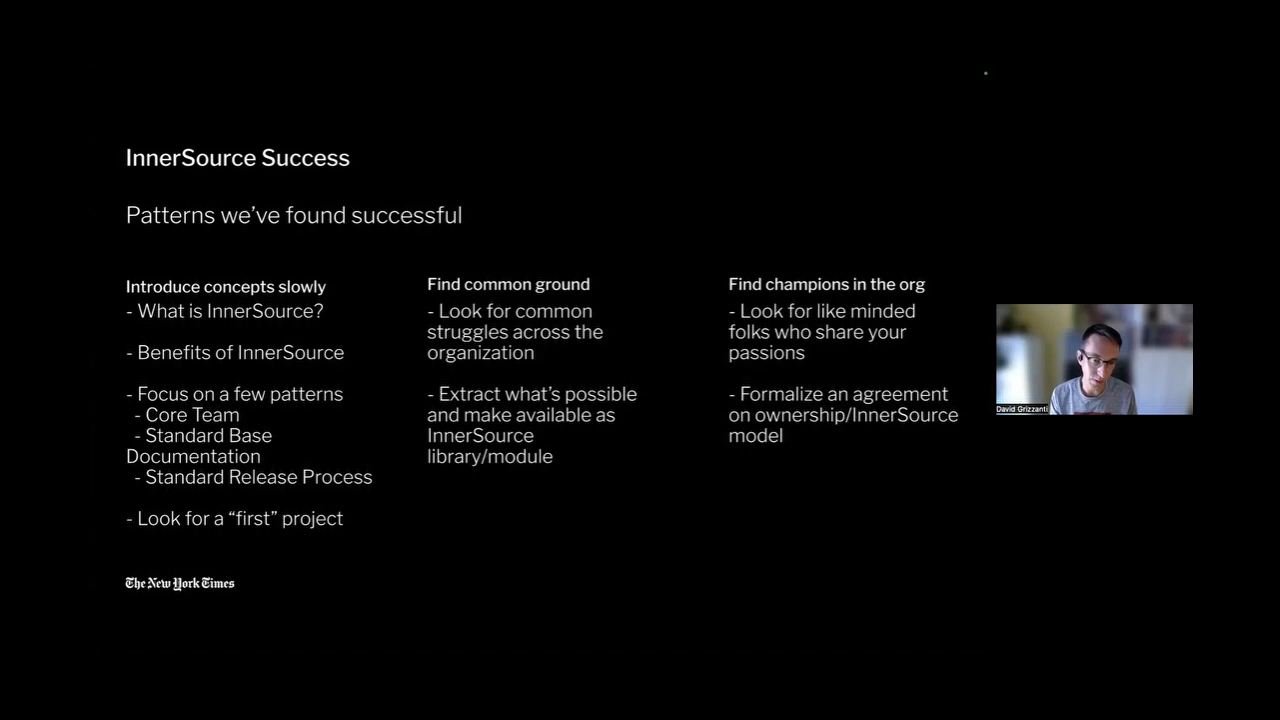 InnerSource Success
Patterns we've found successful
Introduce concepts slowly
- What is InnerSource?
- Benefits of InnerSource
- Focus on a few patterns
- Core Team
- Standard Base
Documentation
- Standard Release Process
- Look for a “first” project
Find common ground
- Look for common
struggles across the
organization
- Extract what's possible
and make available as
InnerSource
library/module
Find champions in the org
- Look for like minded
folks who share your
passions
- Formalize an agreement
on ownership/InnerSource
model
David Grizzanti
The New York Times